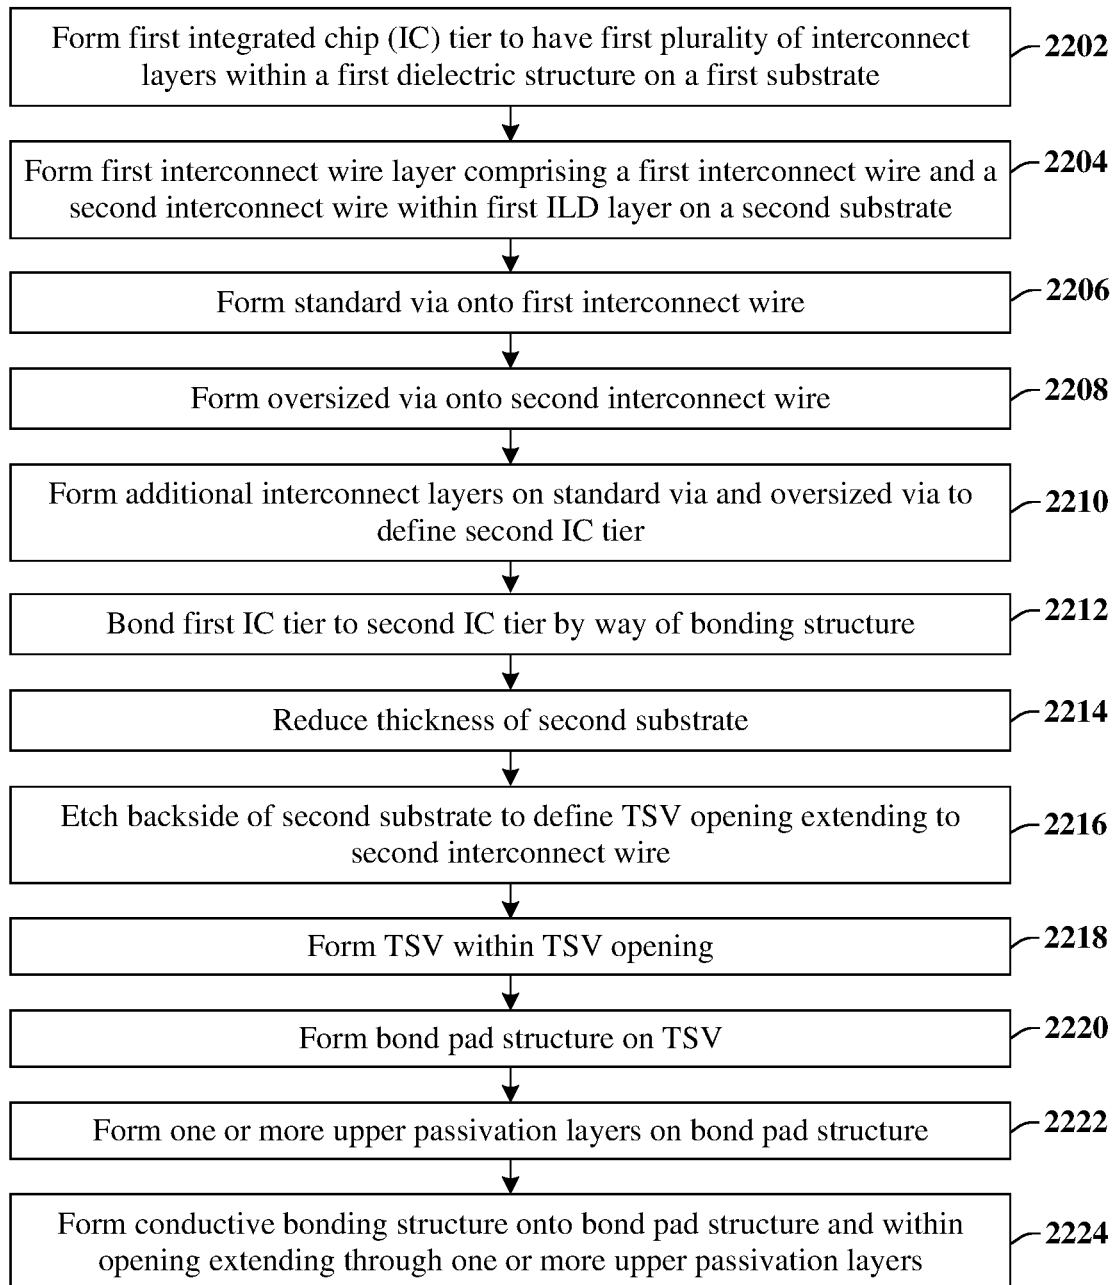 Form first integrated chip (IC) tier to have first plurality of interconnect
layers within a first dielectric structure on a first substrate
2202
Form first interconnect wire layer comprising a first interconnect wire and a
second interconnect wire within first ILD layer on a second substrate
2204
Form standard via onto first interconnect wire
2206
Form oversized via onto second interconnect wire
2208
Form additional interconnect layers on standard via and oversized via to
define second IC tier
2210
Bond first IC tier to second IC tier by way of bonding structure
2212
Reduce thickness of second substrate
2214
Etch backside of second substrate to define TSV opening extending to
second interconnect wire
2216
Form TSV within TSV opening
2218
Form bond pad structure on TSV
2220
Form one or more upper passivation layers on bond pad structure
2222
Form conductive bonding structure onto bond pad structure and within
opening extending through one or more upper passivation layers
2224